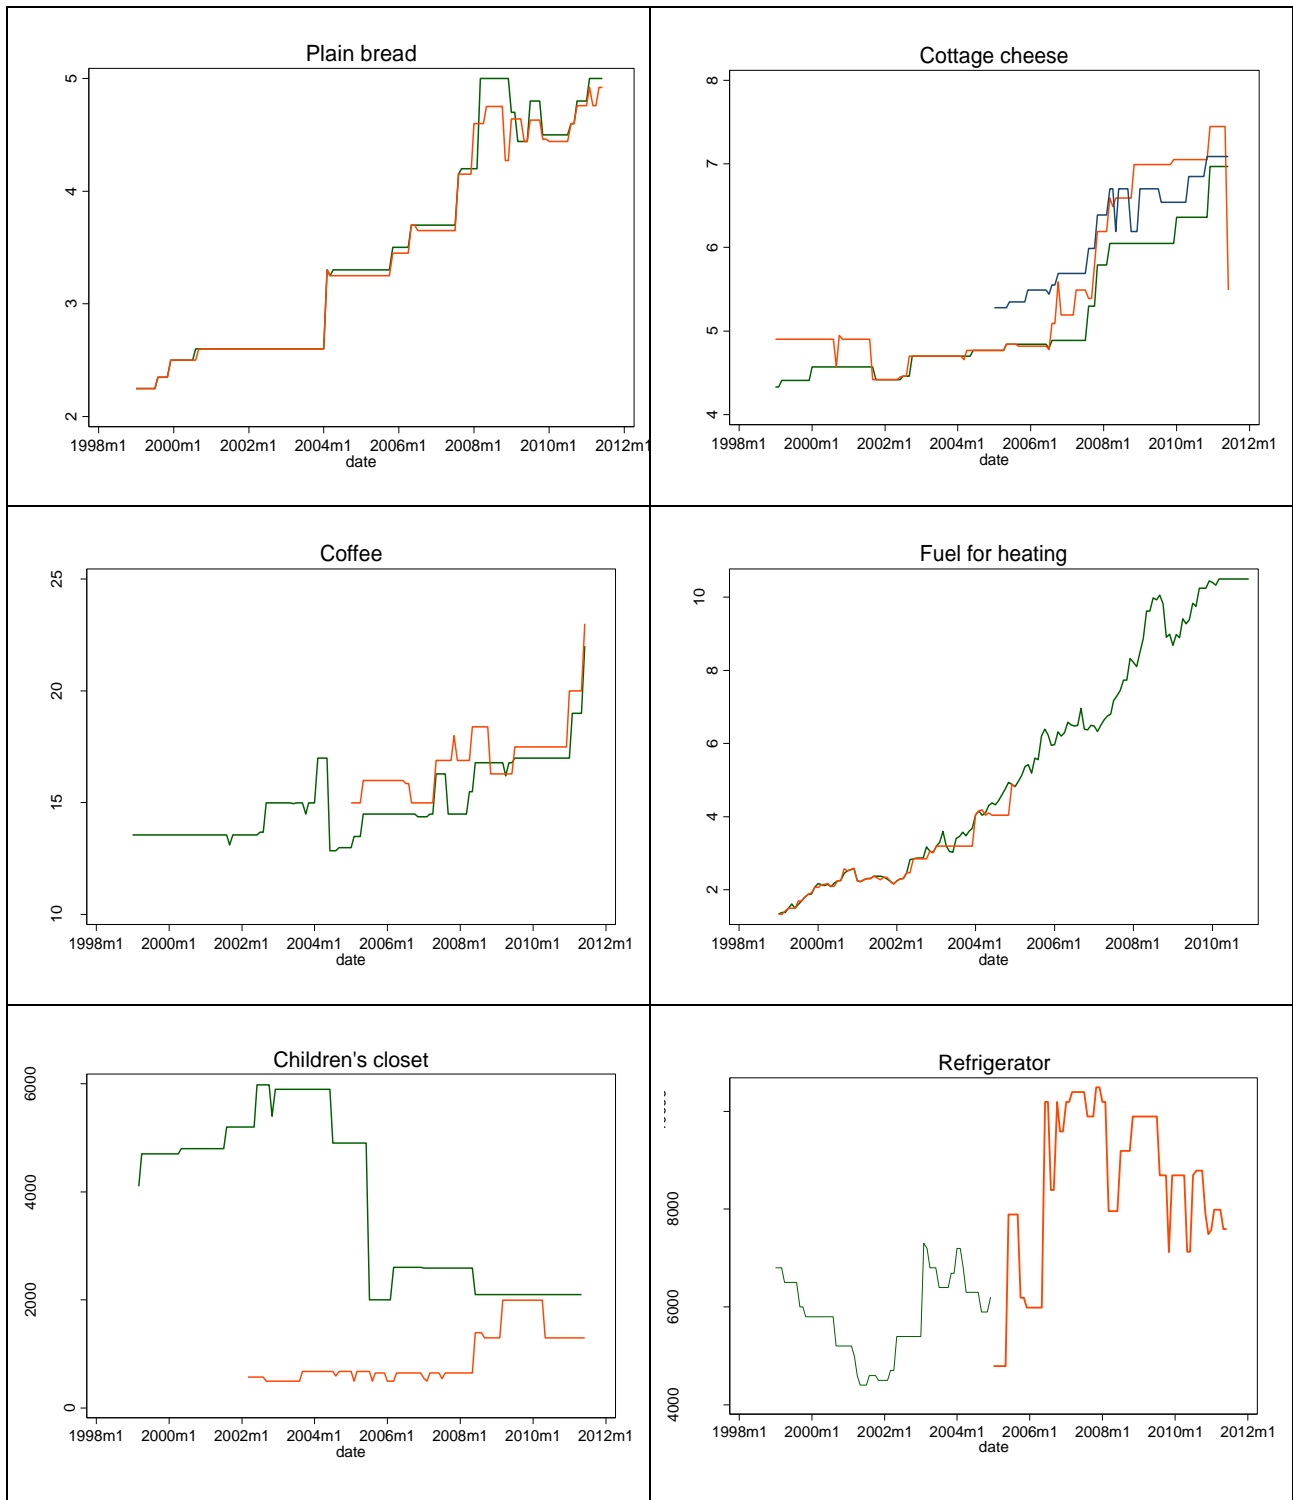 Plain bread
5
4
3
2
1998m1 2000m1 2002m1 2004m1 2006m1 2008m1 2010m1 2012m1
date
Cottage cheese
8
7
6
5
4
1998m1 2000m1 2002m1 2004m1 2006m1 2008m1 2010m1 2012m1
date
Coffee
25
20
15
10
1998m1 2000m1 2002m1 2004m1 2006m1 2008m1 2010m1 2012m1
date
Fuel for heating
10
8
6
4
2
1998m1 2000m1 2002m1 2004m1 2006m1 2008m1 2010m1
date
Children's closet
6000
4000
2000
0
1998m1 2000m1 2002m1 2004m1 2006m1 2008m1 2010m1 2012m1
date
Refrigerator
8000
6000
4000
1998m1 2000m1 2002m1 2004m1 2006m1 2008m1 2010m1 2012m1
date